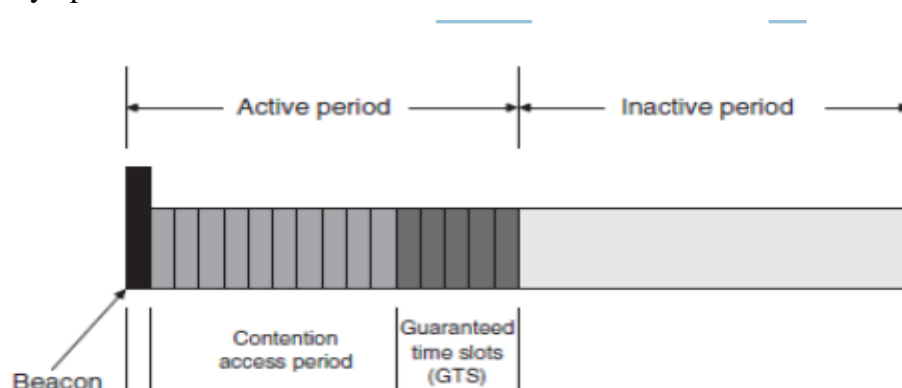 Active period
Inactive period
Contention
access period
Guaranteed
time slots
(GTS)
Beacon